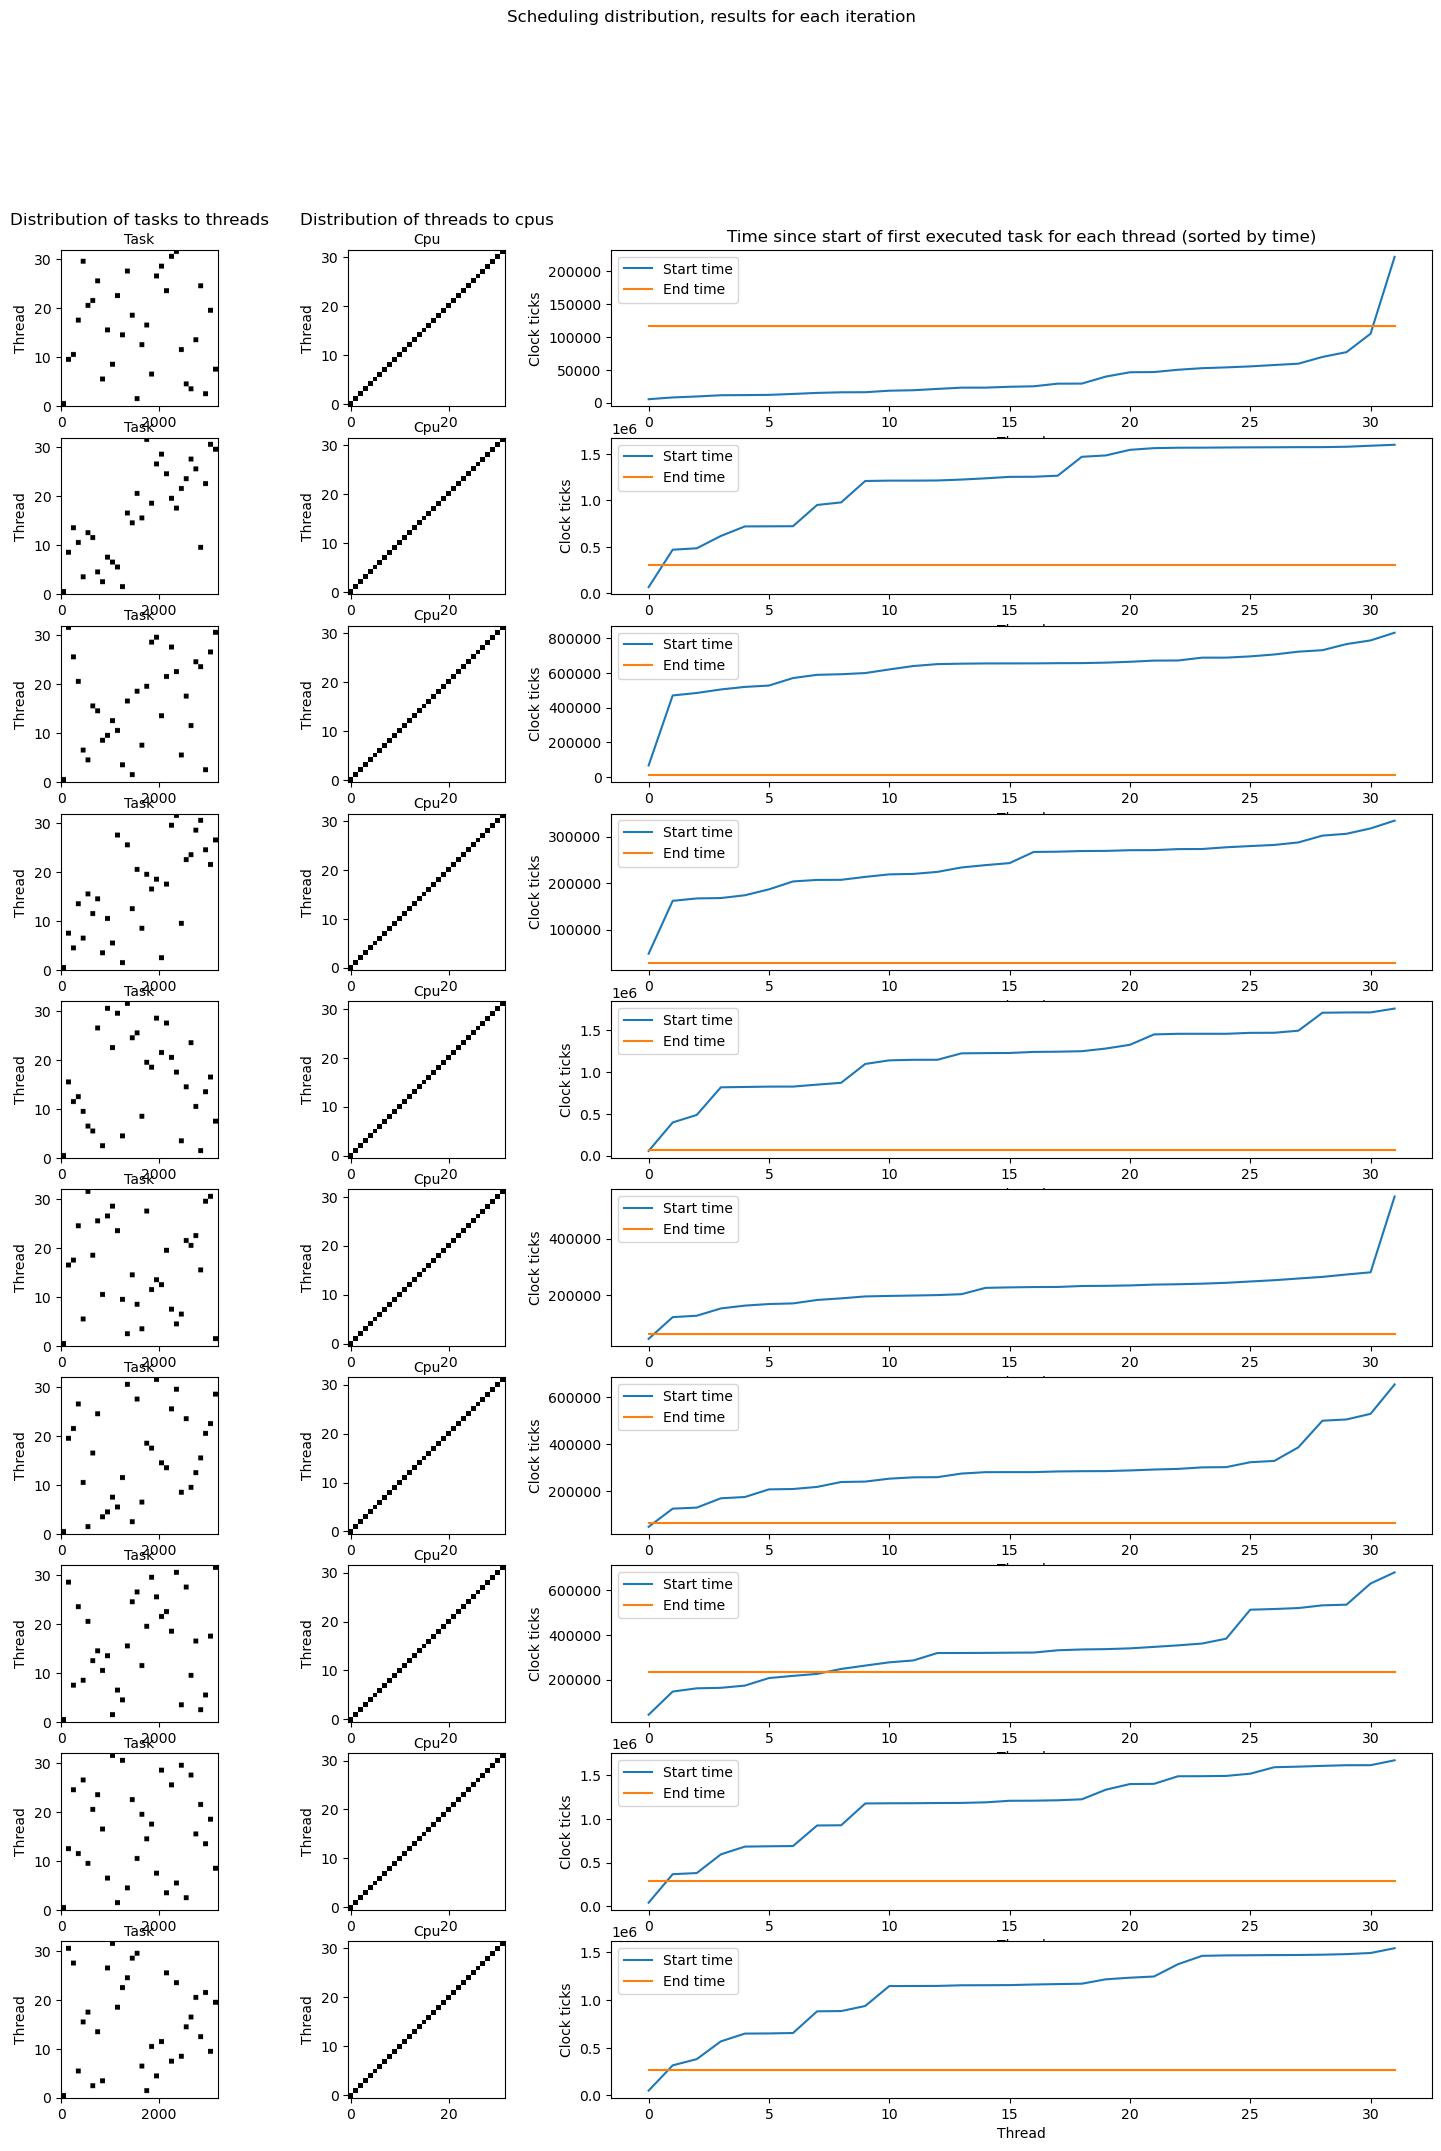 Scheduling distribution, results for each iteration
Distribution of tasks to threads
Distribution of threads to cpus
Time since start of first executed task for each thread (sorted by time)
Task
Thread
30
20
10
0
0 2000
Cpu
Thread
30
20
10
0
0 20
Clock ticks
200000
150000
100000
50000
0
Start time
End time
Task
Thread
30
20
10
0
0 2000
Cpu
Thread
30
20
10
0
0 20
1e6
Clock ticks
1.5
1.0
0.5
0.0
Start time
End time
0 5 10 15 20 25 30
Task
Thread
30
20
10
0
0 2000
Cpu
Thread
30
20
10
0
0 20
Clock ticks
800000
600000
400000
200000
0
Start time
End time
0 5 10 15 20 25 30
Task
Thread
30
20
10
0
0 2000
Cpu
Thread
30
20
10
0
0 20
Clock ticks
300000
200000
100000
Start time
End time
0 5 10 15 20 25 30
Task
Thread
30
20
10
0
0 2000
Cpu
Thread
30
20
10
0
0 20
1e6
Clock ticks
1.5
1.0
0.5
0.0
Start time
End time
0 5 10 15 20 25 30
Task
Thread
30
20
10
0
0 2000
Cpu
Thread
30
20
10
0
0 20
Clock ticks
400000
200000
Start time
End time
0 5 10 15 20 25 30
Task
Thread
30
20
10
0
0 2000
Cpu
Thread
30
20
10
0
0 20
Clock ticks
600000
400000
200000
Start time
End time
0 5 10 15 20 25 30
Task
Thread
30
20
10
0
0 2000
Cpu
Thread
30
20
10
0
0 20
Clock ticks
600000
400000
200000
Start time
End time
0 5 10 15 20 25 30
Task
Thread
30
20
10
0
0 2000
Cpu
Thread
30
20
10
0
0 20
1e6
Clock ticks
1.5
1.0
0.5
0.0
Start time
End time
0 5 10 15 20 25 30
Task
Thread
30
20
10
0
0 2000
Cpu
Thread
30
20
10
0
0 20
1e6
Clock ticks
1.5
1.0
0.5
0.0
Start time
End time
0 5 10 15 20 25 30
Thread